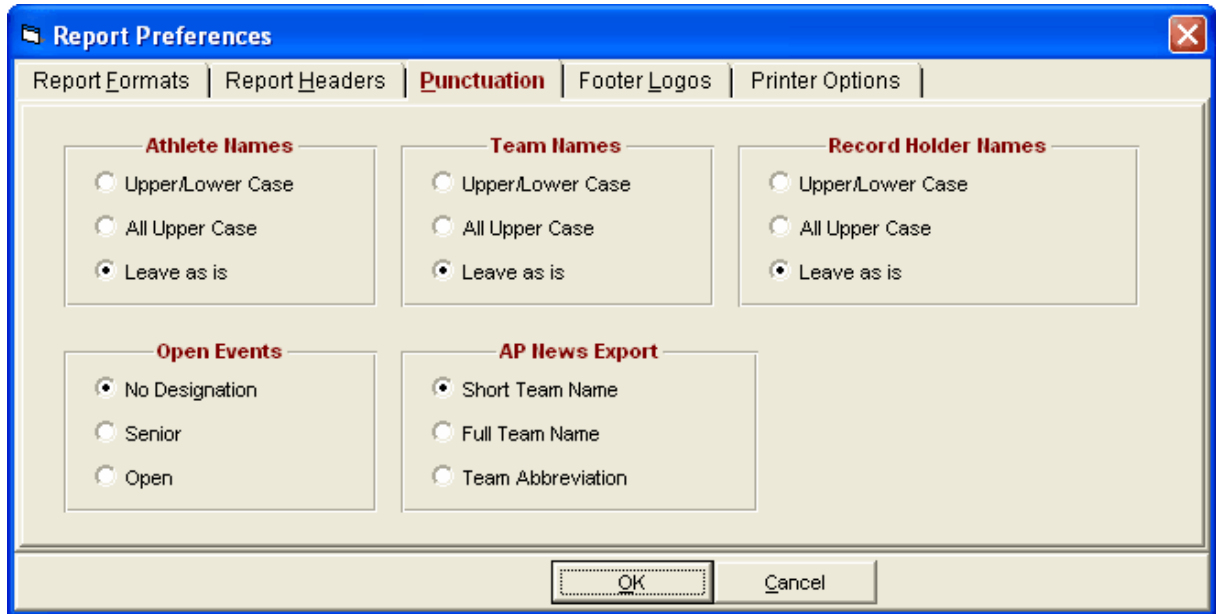 Report Preferences
Report Formats Report Headers Punctuation Footer Logos Printer Options
Athlete Names Team Names Record Holder Names
Upper/Lower Case Upper/Lower Case Upper/Lower Case
All Upper Case All Upper Case All Upper Case
Leave as is Leave as is Leave as is
Open Events AP News Export
No Designation Short Team Name
Senior Full Team Name
Open Team Abbreviation
OK Cancel